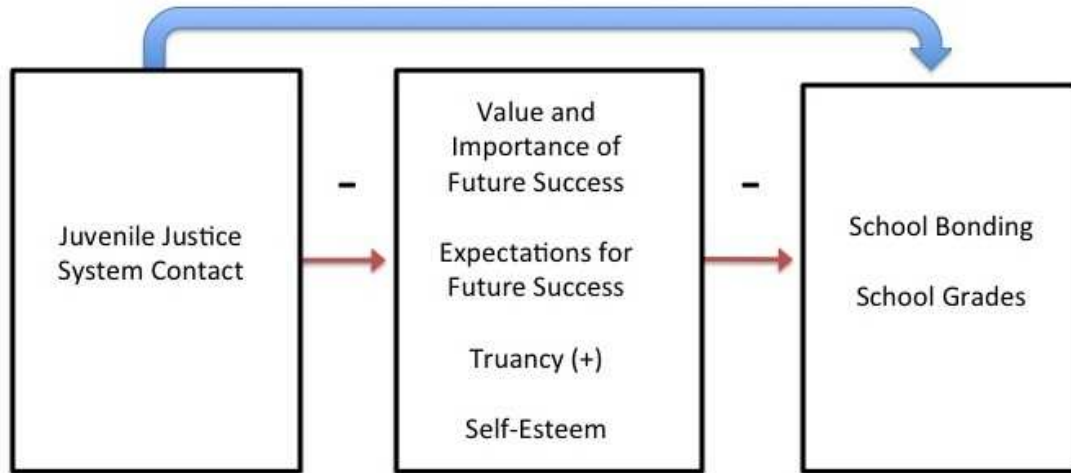 Juvenile Justice
System Contact
-
Value and
Importance of
Future Success
Expectations for
Future Success
Truancy (+)
Self-Esteem
-
School Bonding
School Grades